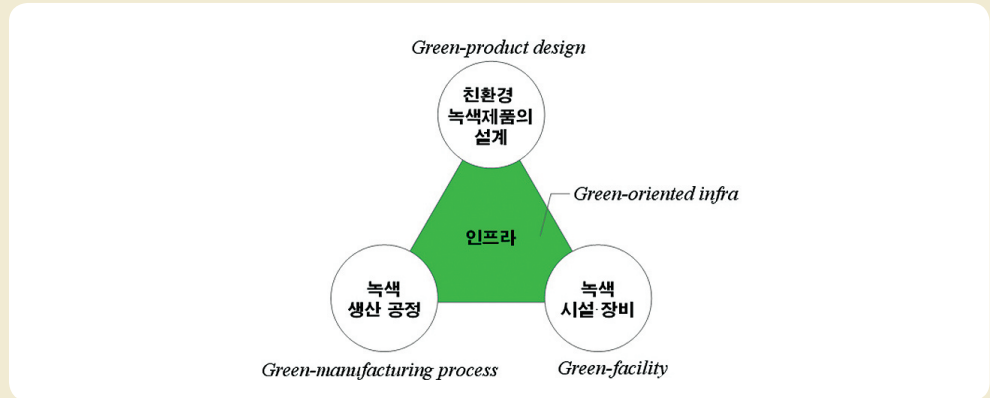 Green-product design
친환경
녹색제품의
설계
Green-oriented infra
인프라
녹색
생산 공정
녹색
시설·장비
Green-manufacturing process
Green-facility